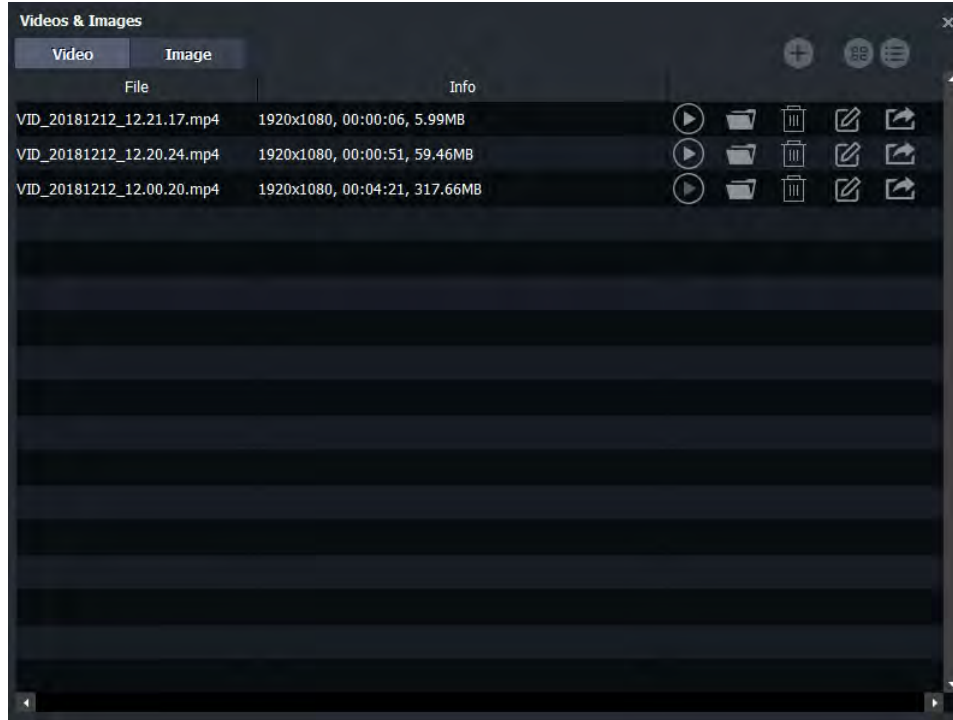 Videos & Images
Video Image
File Info
VID_20181212_12.21.17.mp4 1920x1080, 00:00:06, 5.99MB
VID_20181212_12.20.24.mp4 1920x1080, 00:00:51, 59.46MB
VID_20181212_12.00.20.mp4 1920x1080, 00:04:21, 317.66MB